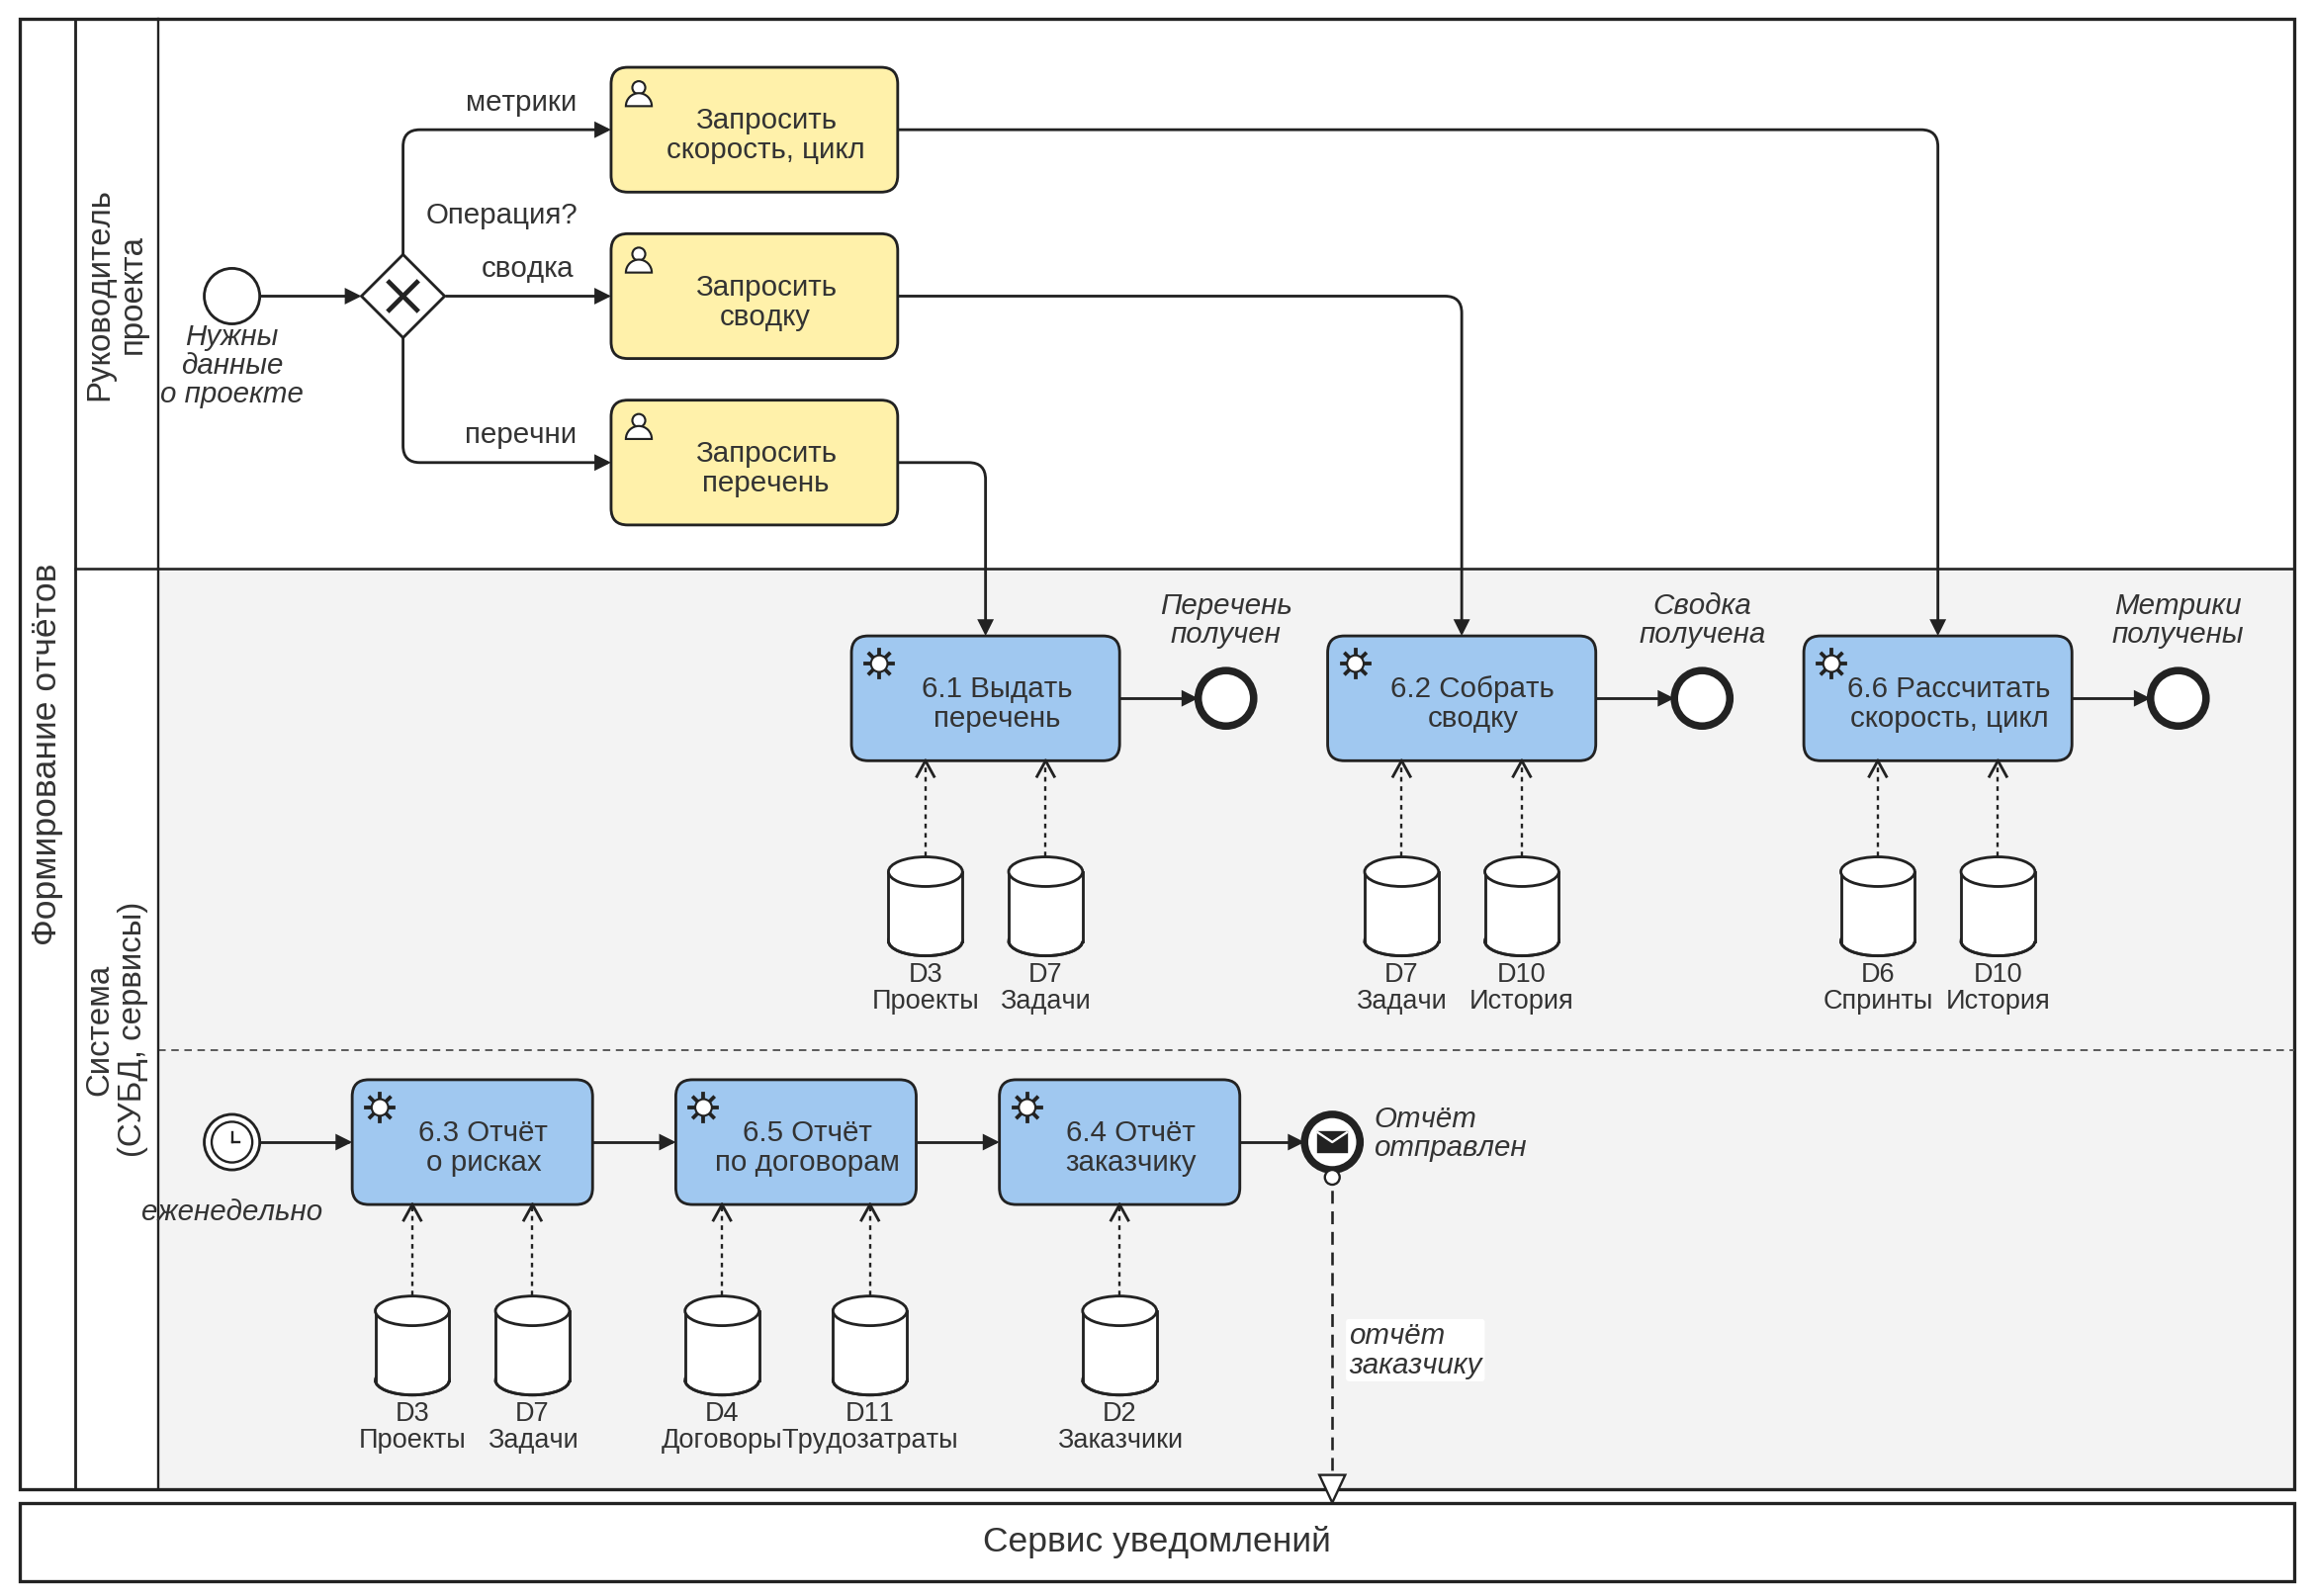 Формирование отчётов
Руководитель
проекта
Нужны
данные
о проекте
Операция?
метрики
Запросить
скорость, цикл
сводка
Запросить
сводку
перечни
Запросить
перечень
Система
(СУБД, сервисы)
6.1 Выдать
перечень
Перечень
получен
D3
Проекты
D7
Задачи
6.2 Собрать
сводку
Сводка
получена
D7
Задачи
D10
История
6.6 Рассчитать
скорость, цикл
Метрики
получены
D6
Спринты
D10
История
еженедельно
6.3 Отчёт
о рисках
D3
Проекты
D7
Задачи
6.5 Отчёт
по договорам
D4
Договоры
D11
Трудозатраты
6.4 Отчёт
заказчику
D2
Заказчики
Отчёт
отправлен
отчёт
заказчику
Сервис уведомлений